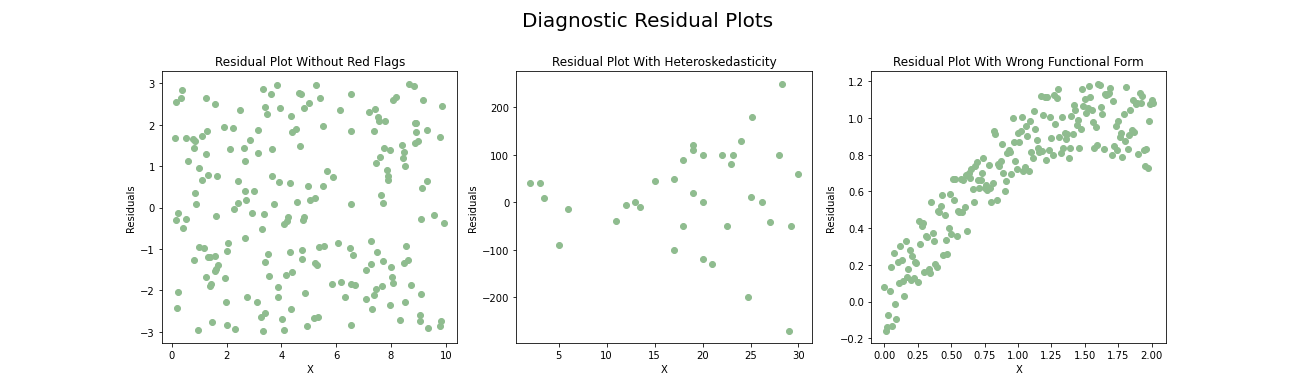 Diagnostic Residual Plots
Residual Plot Without Red Flags
3
2
1
0
−1
−2
−3
Residuals
0 2 4 6 8 10
X
Residual Plot With Heteroskedasticity
200
100
0
−100
−200
Residuals
5 10 15 20 25 30
X
Residual Plot With Wrong Functional Form
1.2
1.0
0.8
0.6
0.4
0.2
0.0
−0.2
Residuals
0.00 0.25 0.50 0.75 1.00 1.25 1.50 1.75 2.00
X